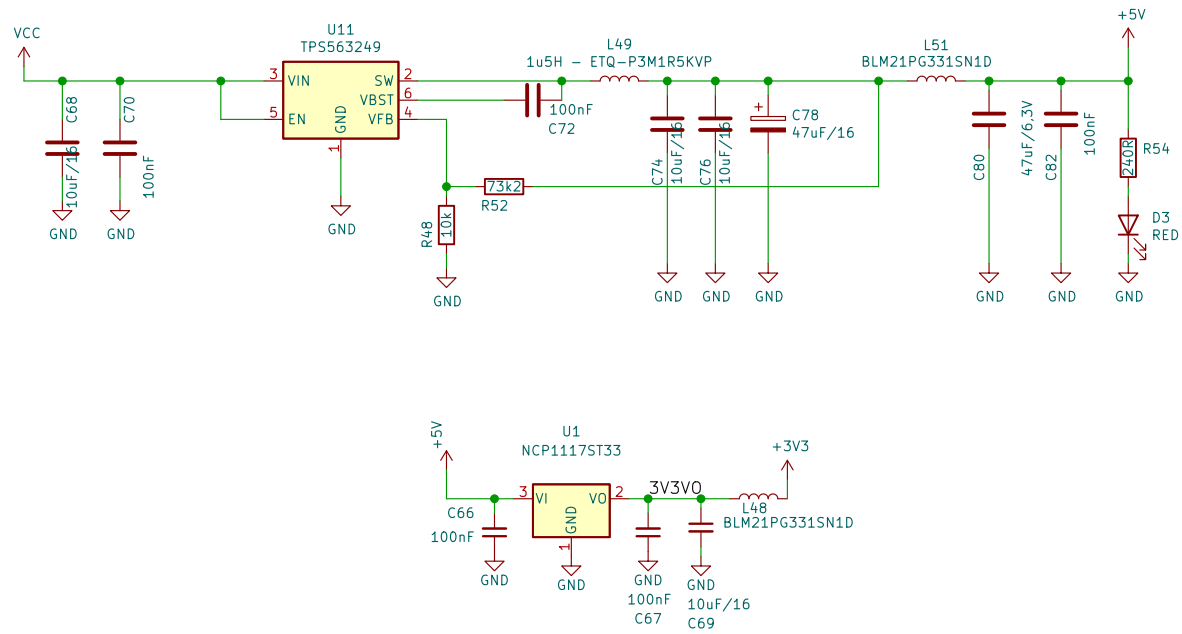 VCC
U11
TPS563249
3
VIN
SW
2
VBST
6
5
EN
VFB
4
GND
1
GND
C68
10uF/16
GND
C70
100nF
GND
100nF
C72
L49
1u5H - ETQ-P3M1R5KVP
73k2
R52
R48
10k
GND
C74
10uF/16
GND
C76
10uF/16
GND
+
C78
47uF/16
GND
L51
BLM21PG331SN1D
C80
47uF/6,3V
GND
C82
100nF
GND
+5V
240R
R54
D3
RED
GND
+5V
U1
NCP1117ST33
3
VI
VO
2
GND
1
GND
C66
100nF
GND
3V3VO
GND
100nF
C67
GND
10uF/16
C69
L48
BLM21PG331SN1D
+3V3